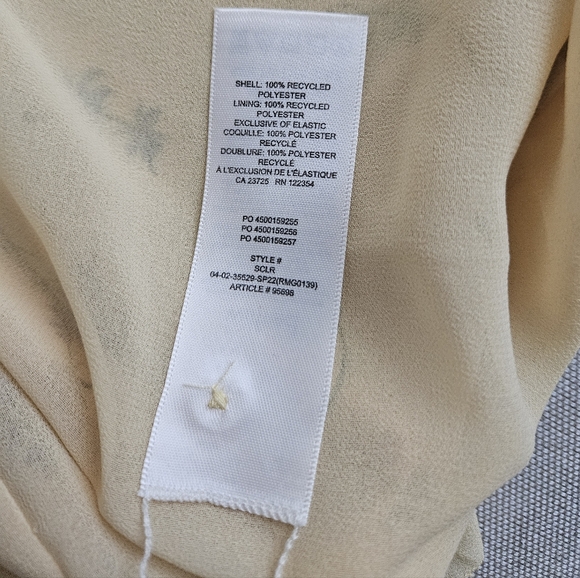 SHELL: 100% RECYCLED
POLYESTER
LINING: 100% RECYCLED
POLYESTER
EXCLUSIVE OF ELASTIC
COQUILLE: 100% POLYESTER
RECYCLÉ
DOUBLURE: 100% POLYESTER
RECYCLÉ
À L'EXCLUSION DE L'ÉLASTIQUE
CA 23725 RN 122354
PO 4500159255
PO 4500159256
PO 4500159257
STYLE #
SCLR
04-02-35529-SP22(RMG0139)
ARTICLE # 95898